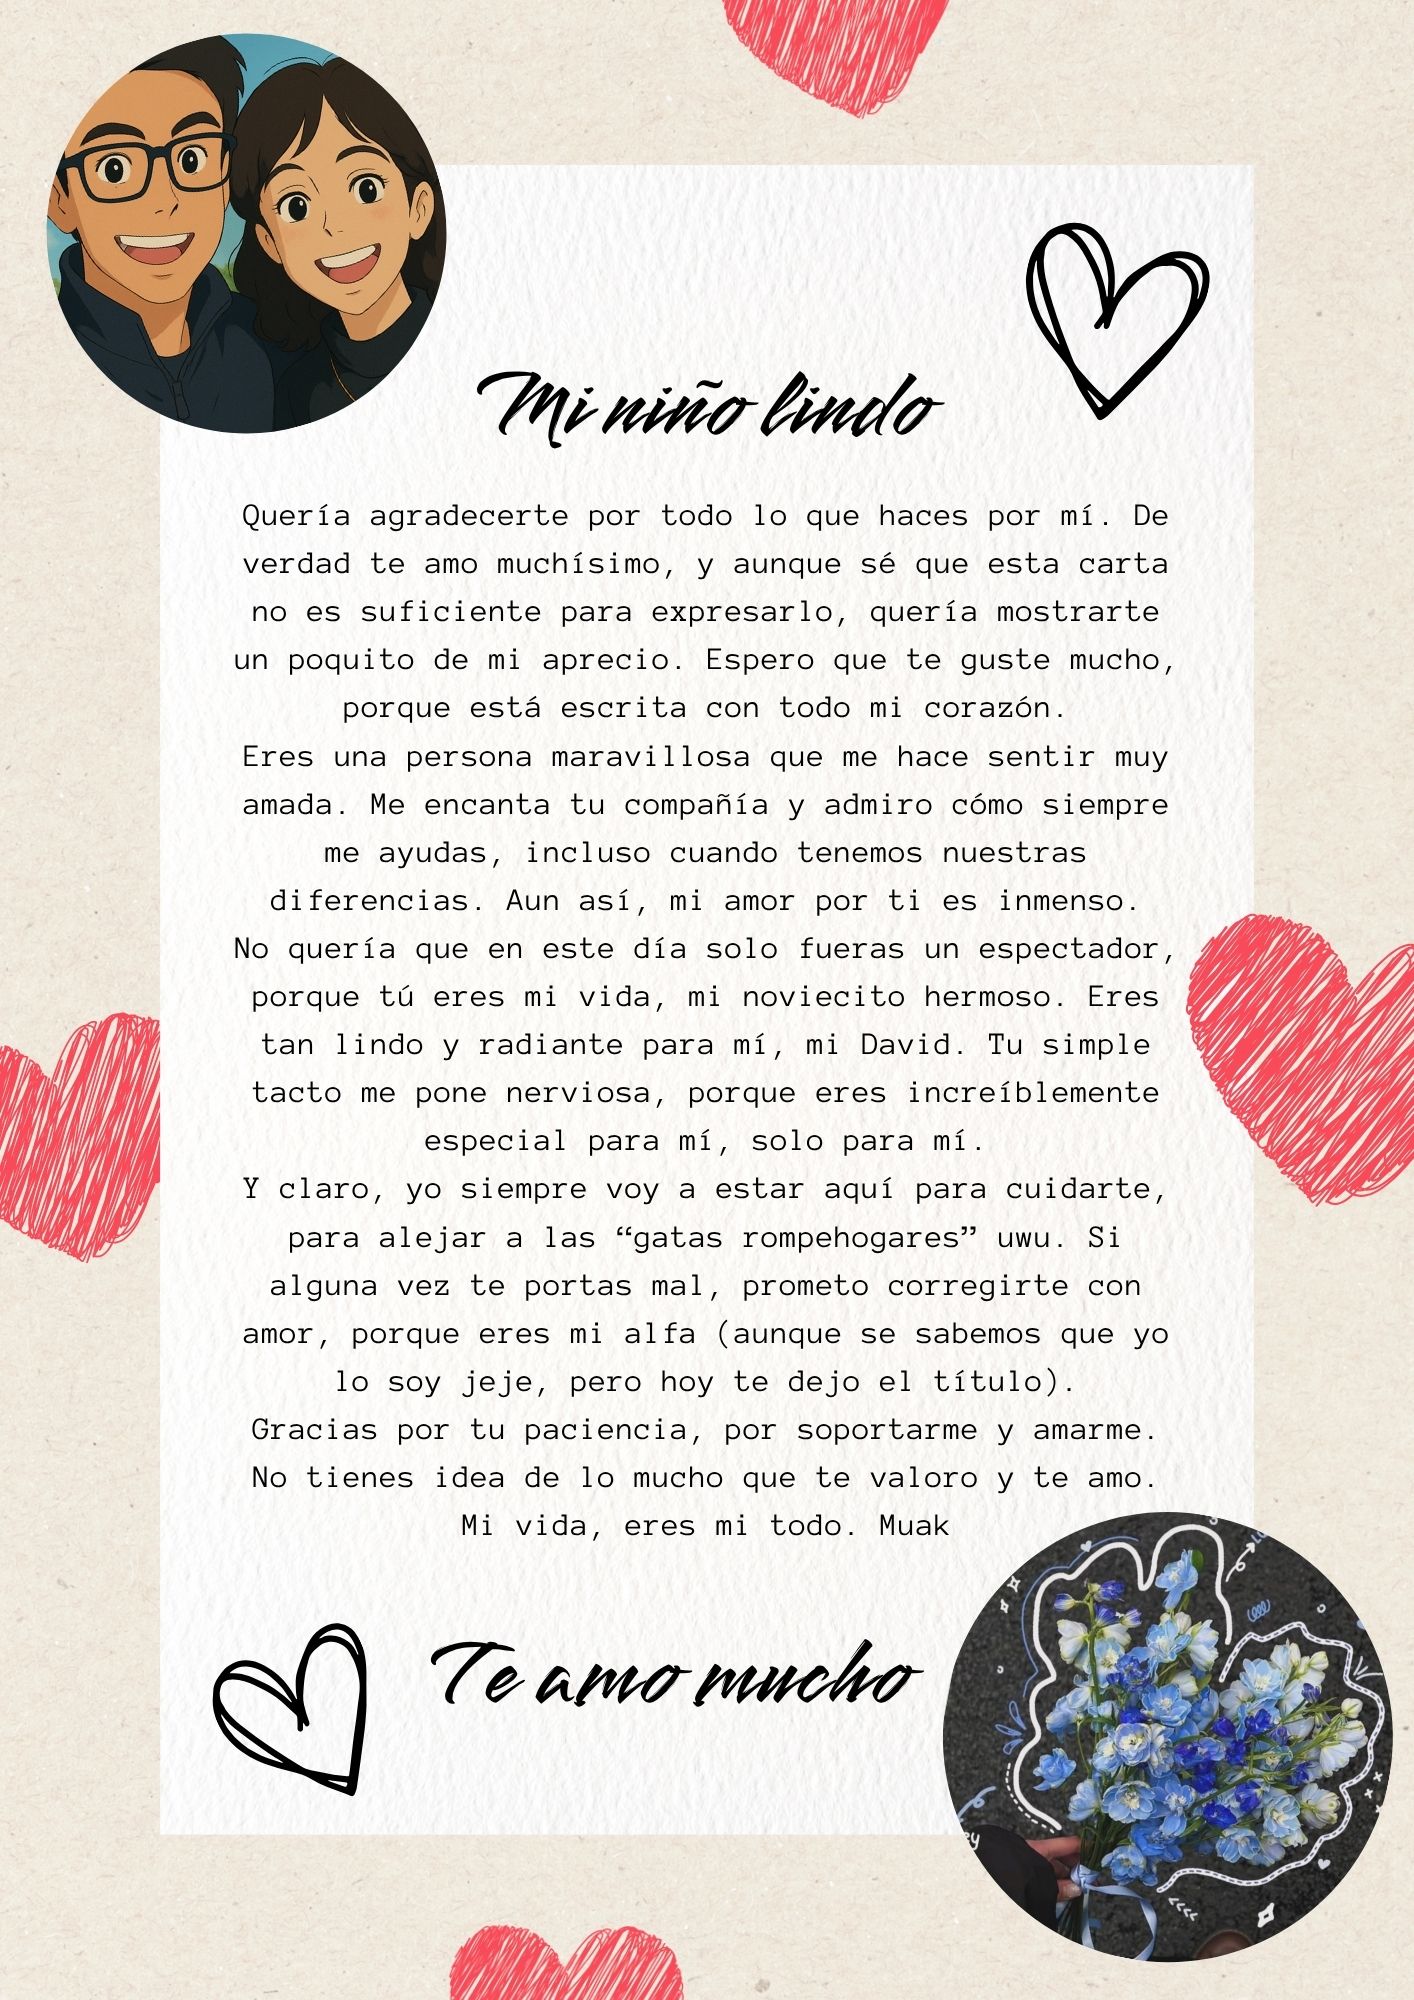 Mi niño lindo
Quería agradecerte por todo lo que haces por mí. De
verdad te amo muchísimo, y aunque sé que esta carta
no es suficiente para expresarlo, quería mostrarte
un poquito de mi aprecio. Espero que te guste mucho,
porque está escrita con todo mi corazón.
Eres una persona maravillosa que me hace sentir muy
amada. Me encanta tu compañía y admiro cómo siempre
me ayudas, incluso cuando tenemos nuestras
diferencias. Aun así, mi amor por ti es inmenso.
No quería que en este día solo fueras un espectador,
porque tú eres mi vida, mi noviecito hermoso. Eres
tan lindo y radiante para mí, mi David. Tu simple
tacto me pone nerviosa, porque eres increíblemente
especial para mí, solo para mí.
Y claro, yo siempre voy a estar aquí para cuidarte,
para alejar a las “gatas rompehogares” uwu. Si
alguna vez te portas mal, prometo corregirte con
amor, porque eres mi alfa (aunque se sabemos que yo
lo soy jeje, pero hoy te dejo el título).
Gracias por tu paciencia, por soportarme y amarme.
No tienes idea de lo mucho que te valoro y te amo.
Mi vida, eres mi todo. Muak
Te amo mucho